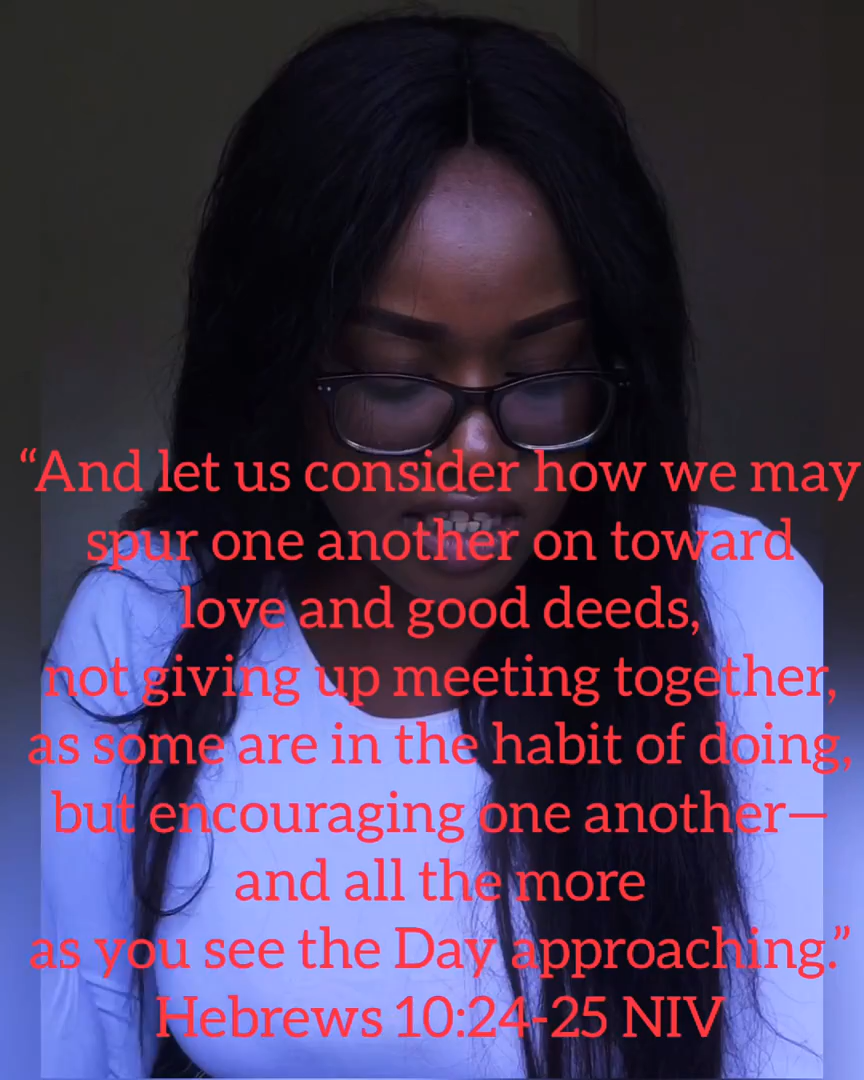 “And let us consider how we may
spur one another on toward
love and good deeds,
not giving up meeting together,
as some are in the habit of doing,
but encouraging one another—
and all the more
as you see the Day approaching.”
Hebrews 10:24-25 NIV